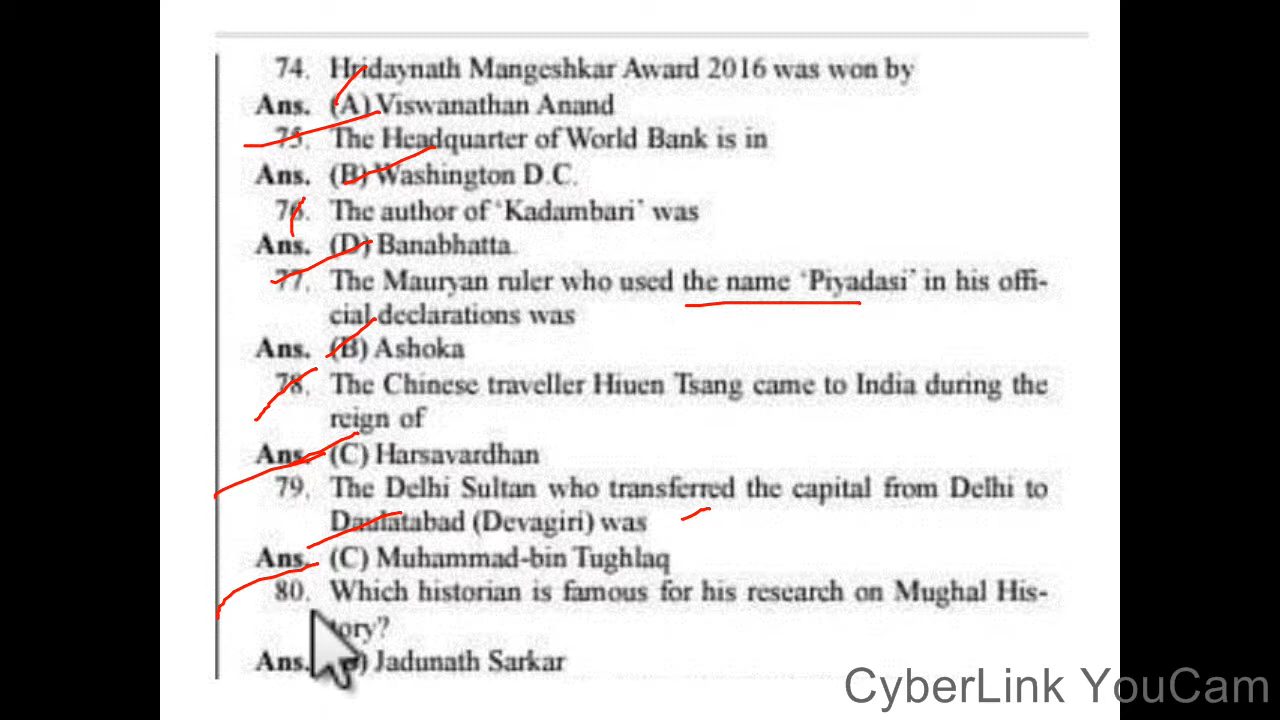 74. Hridaynath Mangeshkar Award 2016 was won by
Ans. (A) Viswanathan Anand
75. The Headquarter of World Bank is in
Ans. (B) Washington D.C.
76. The author of 'Kadambari' was
Ans. (D) Banabhatta.
77. The Mauryan ruler who used the name 'Piyadasi' in his offi-
cial declarations was
Ans. (B) Ashoka
78. The Chinese traveller Hiuen Tsang came to India during the
reign of
Ans. (C) Harsavardhan
79. The Delhi Sultan who transferred the capital from Delhi to
Daulatabad (Devagiri) was
Ans. (C) Muhammad-bin Tughlaq
80. Which historian is famous for his research on Mughal His-
tory?
Ans. Jadunath Sarkar
CyberLink YouCam